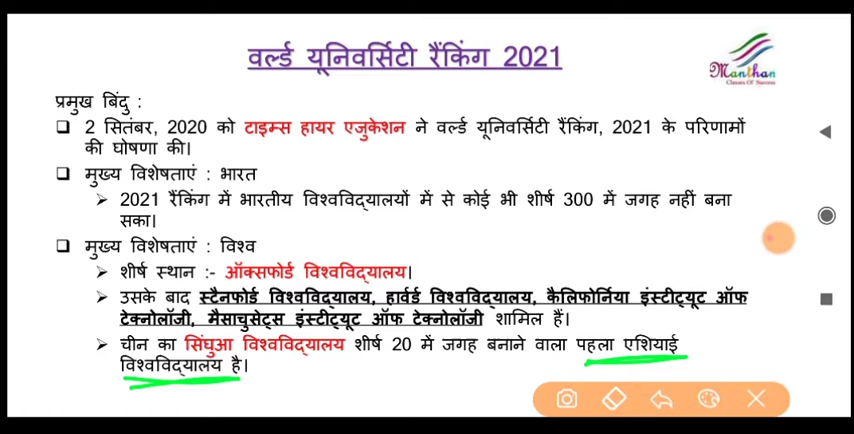 वर्ल्ड यूनिवर्सिटी रैंकिंग 2021
Manthan
Classes Of Success
प्रमुख बिंदु :
❑ 2 सितंबर, 2020 को टाइम्स हायर एजुकेशन ने वर्ल्ड यूनिवर्सिटी रैंकिंग, 2021 के परिणामों
की घोषणा की।
❑ मुख्य विशेषताएं : भारत
➢ 2021 रैंकिंग में भारतीय विश्वविद्यालयों में से कोई भी शीर्ष 300 में जगह नहीं बना
सका।
❑ मुख्य विशेषताएं : विश्व
➢ शीर्ष स्थान :- ऑक्सफोर्ड विश्वविद्यालय।
➢ उसके बाद स्टैनफोर्ड विश्वविद्यालय, हार्वर्ड विश्वविद्यालय, कैलिफोर्निया इंस्टीट्यूट ऑफ
टेक्नोलॉजी, मैसाचुसेट्स इंस्टीट्यूट ऑफ टेक्नोलॉजी शामिल हैं।
➢ चीन का सिंघुआ विश्वविद्यालय शीर्ष 20 में जगह बनाने वाला पहला एशियाई
विश्वविद्यालय है।